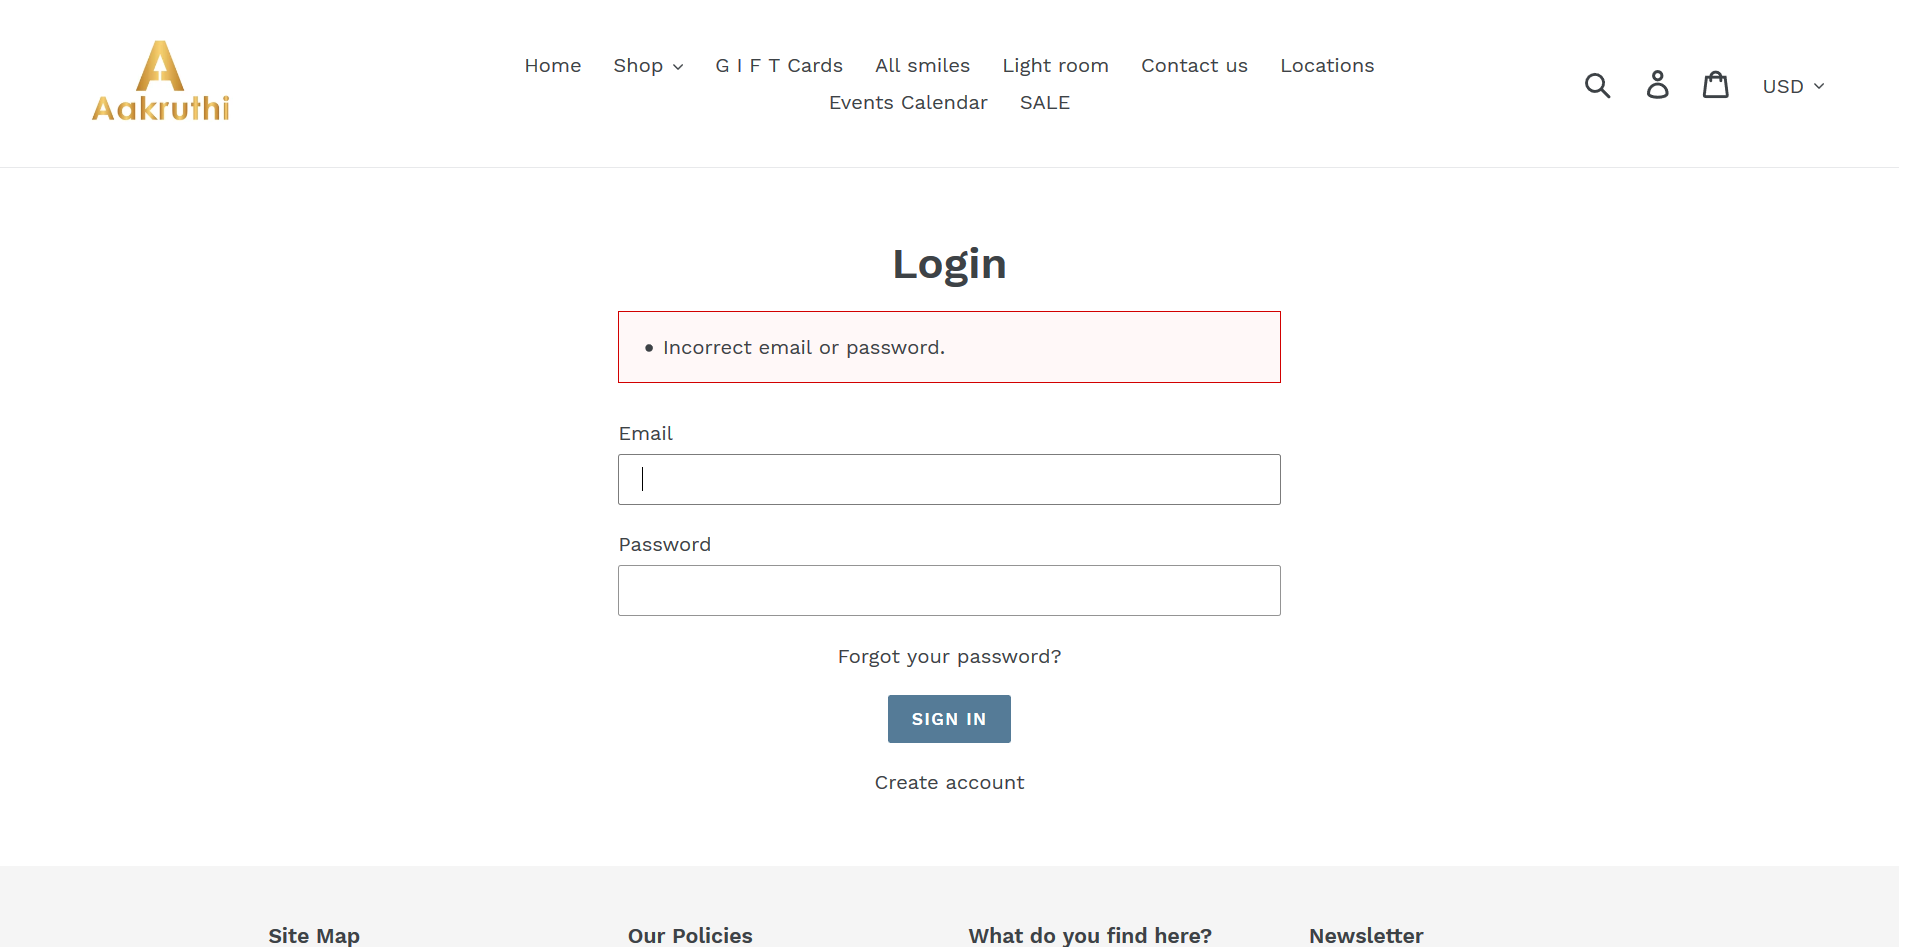 A
Aakruthi
Home Shop G I F T Cards All smiles Light room Contact us Locations
Events Calendar SALE
USD
Login
• Incorrect email or password.
Email
Password
Forgot your password?
SIGN IN
Create account
Site Map Our Policies What do you find here? Newsletter